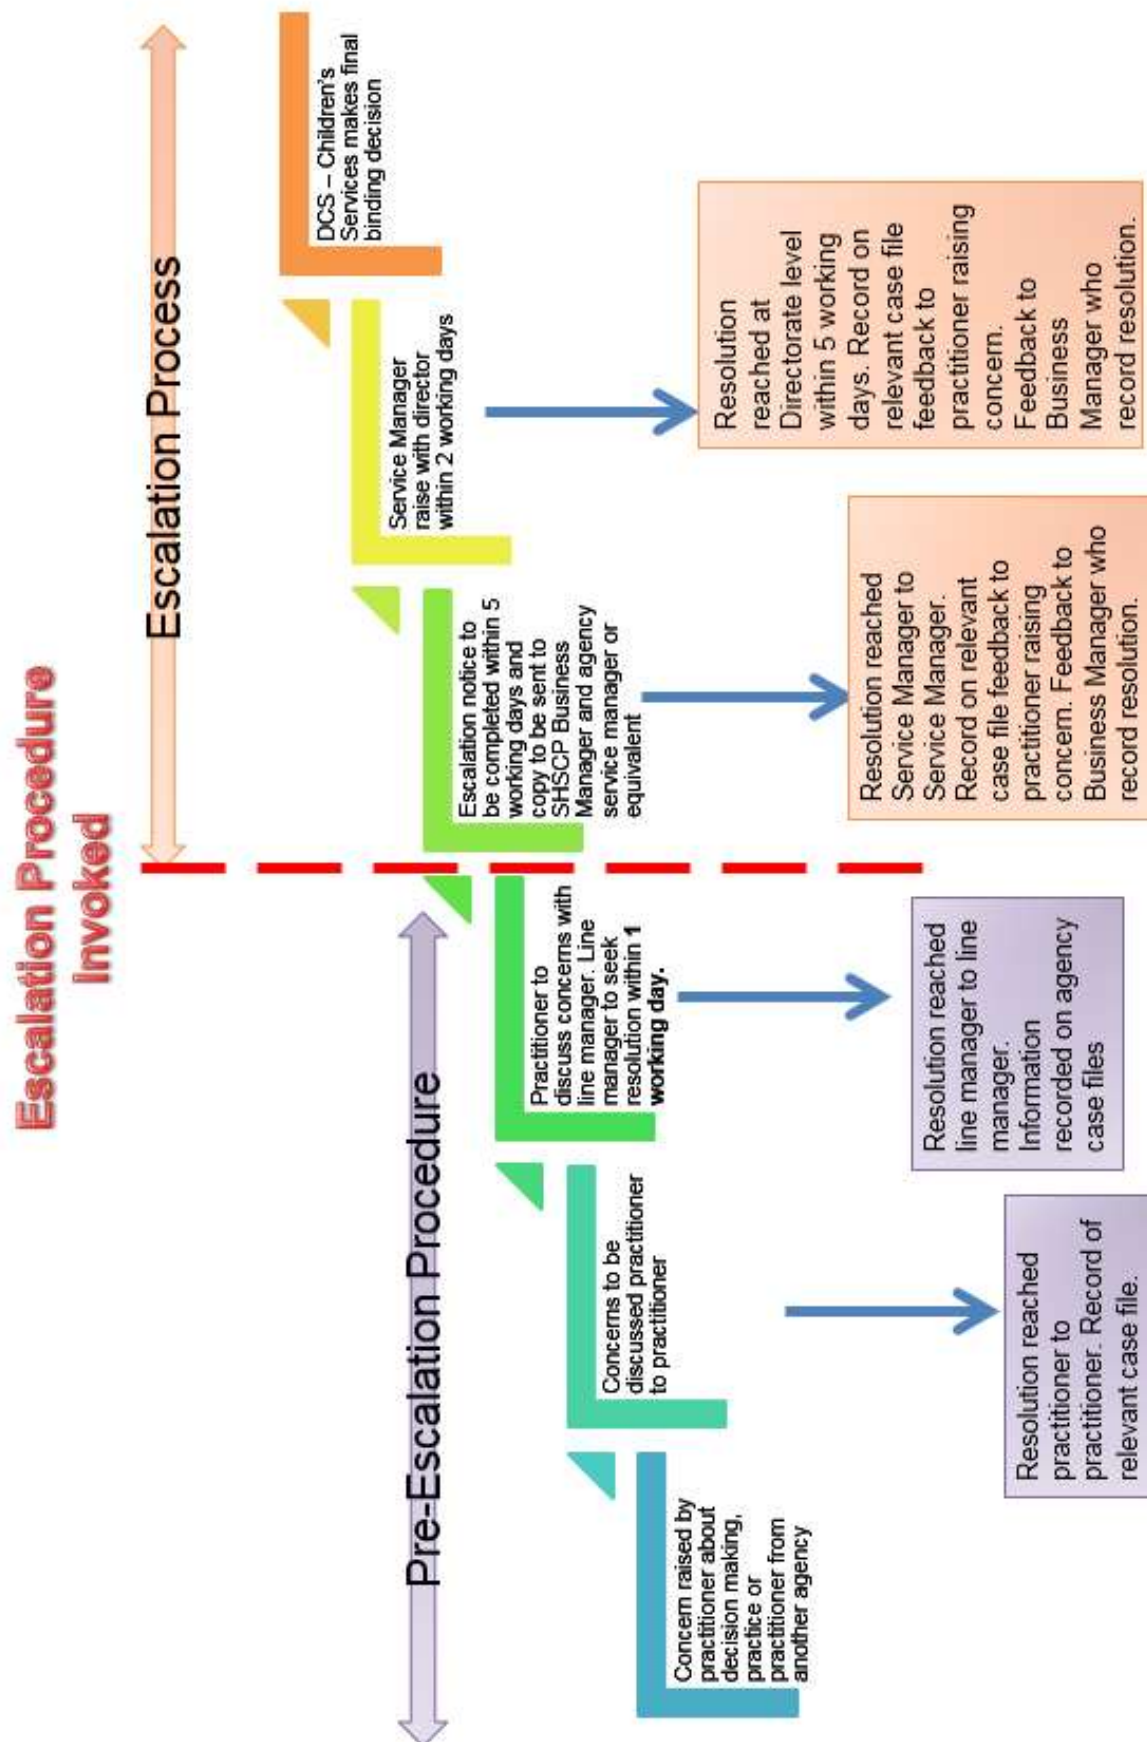 Escalation Procedure
Invoked
Escalation Process
Pre-Escalation Procedure
Concern raised by
practitioner about
decision making,
practice or
practitioner from
another agency
Concerns to be
discussed practitioner
to practitioner
Practitioner to
discuss concerns with
line manager. Line
manager to seek
resolution within 1
working day.
Escalation notice to
be completed within 5
working days and
copy to be sent to
SHSCP Business
Manager and agency
service manager or
equivalent
Service Manager
raise with director
within 2 working days
DCS – Children's
Services makes final
binding decision
Resolution reached
practitioner to
practitioner. Record of
relevant case file.
Resolution reached
line manager to line
manager.
Information
recorded on agency
case files
Resolution reached
Service Manager to
Service Manager.
Record on relevant
case file feedback to
practitioner raising
concern. Feedback to
Business Manager who
record resolution.
Resolution
reached at
Directorate level
within 5 working
days. Record on
relevant case file
feedback to
practitioner raising
concern.
Feedback to
Business
Manager who
record resolution.